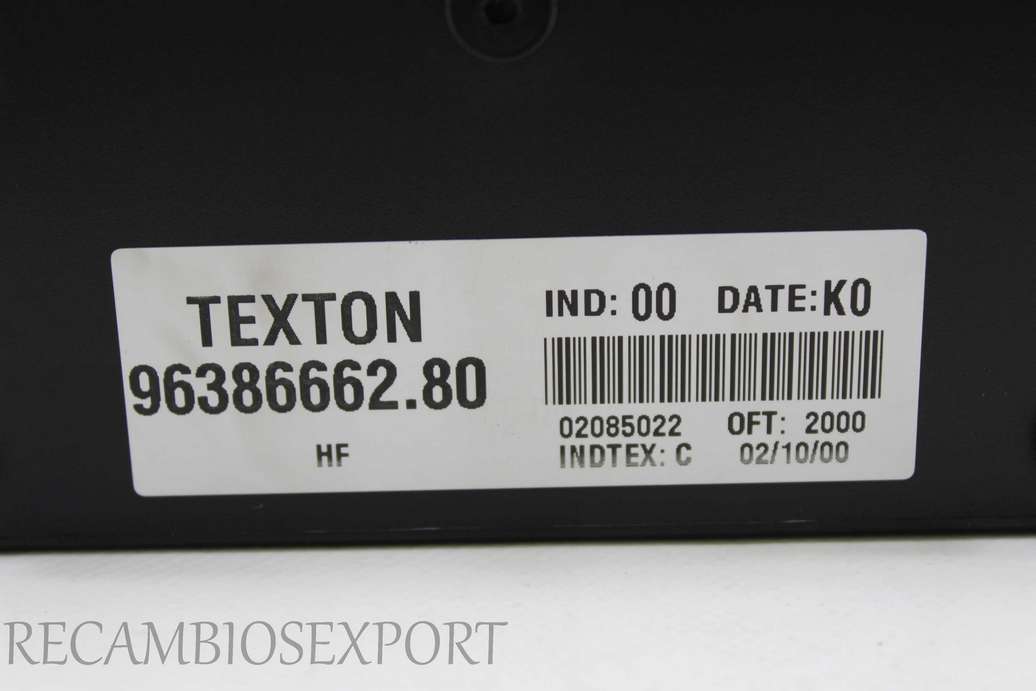 TEXTON
96386662.80
HF
IND: 00 DATE:K0
02085022 OFT: 2000
INDTEX: C 02/10/00
RECAMBIOSEXPORT